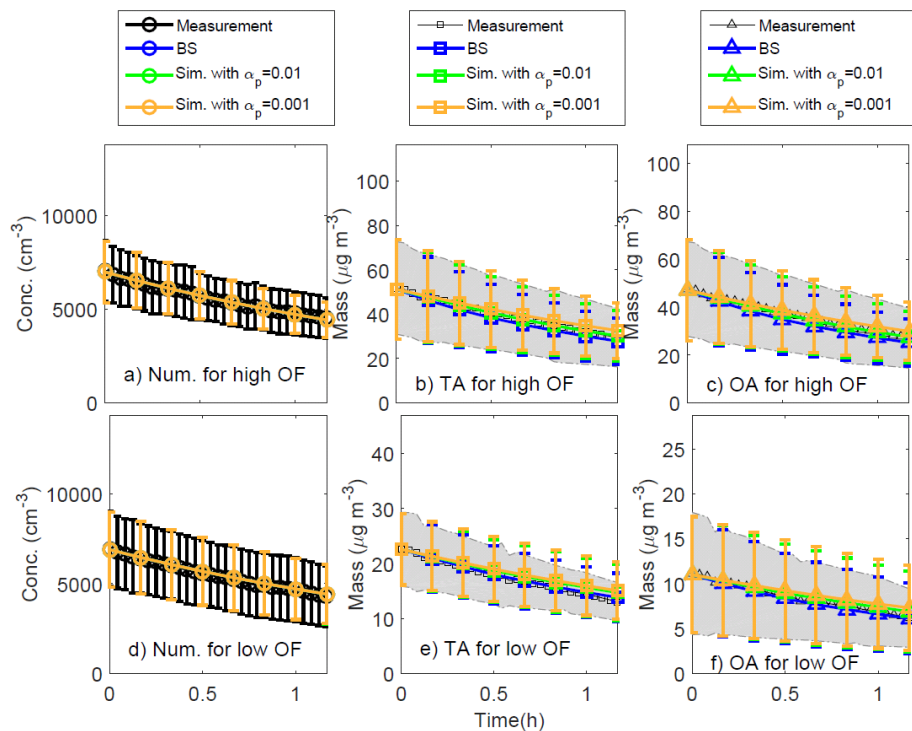 Measurement
BS
Sim. with αp=0.01
Sim. with αp=0.001
Measurement
BS
Sim. with αp=0.01
Sim. with αp=0.001
Measurement
BS
Sim. with αp=0.01
Sim. with αp=0.001
Conc. (cm-3)
10000
5000
0
a) Num. for high OF
Mass (μg m-3)
100
80
60
40
20
0
b) TA for high OF
Mass (μg m-3)
100
80
60
40
20
0
c) OA for high OF
Conc. (cm-3)
10000
5000
0
d) Num. for low OF
0 0.5 1
Mass (μg m-3)
40
30
20
10
0
e) TA for low OF
0 0.5 1
Mass (μg m-3)
25
20
15
10
5
0
f) OA for low OF
0 0.5 1
Time(h)